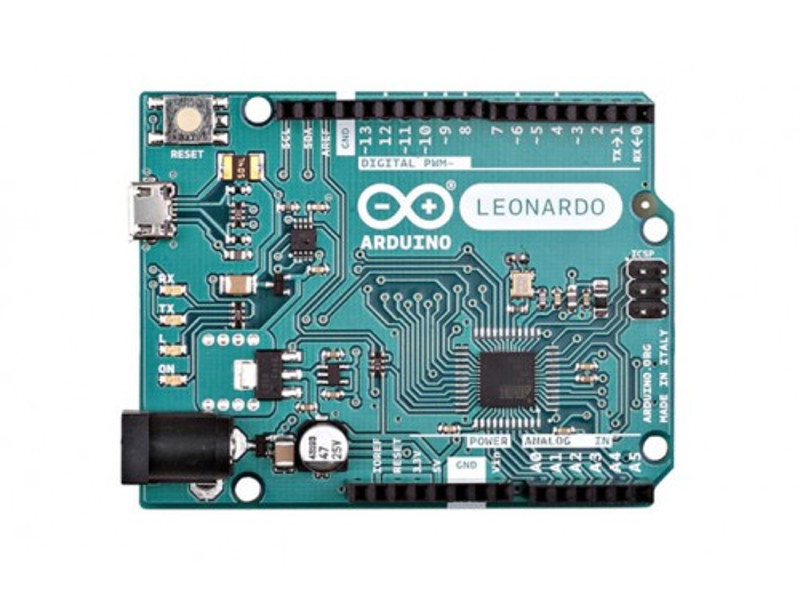 RESET
SCL
SDA
AREF
GND
~13
12
~11
~10
~9
8
7
~6
~5
4
~3
2
TX→1
RX←0
DIGITAL PWM~
LEONARDO
ARDUINO
ICSP
RX
TX
L
ON
ARDUINO.ORG
MADE IN ITALY
47
25V
POWER
ANALOG IN
IOREF
RESET
3.3V
5V
GND
Vin
A0
A1
A2
A3
A4
A5